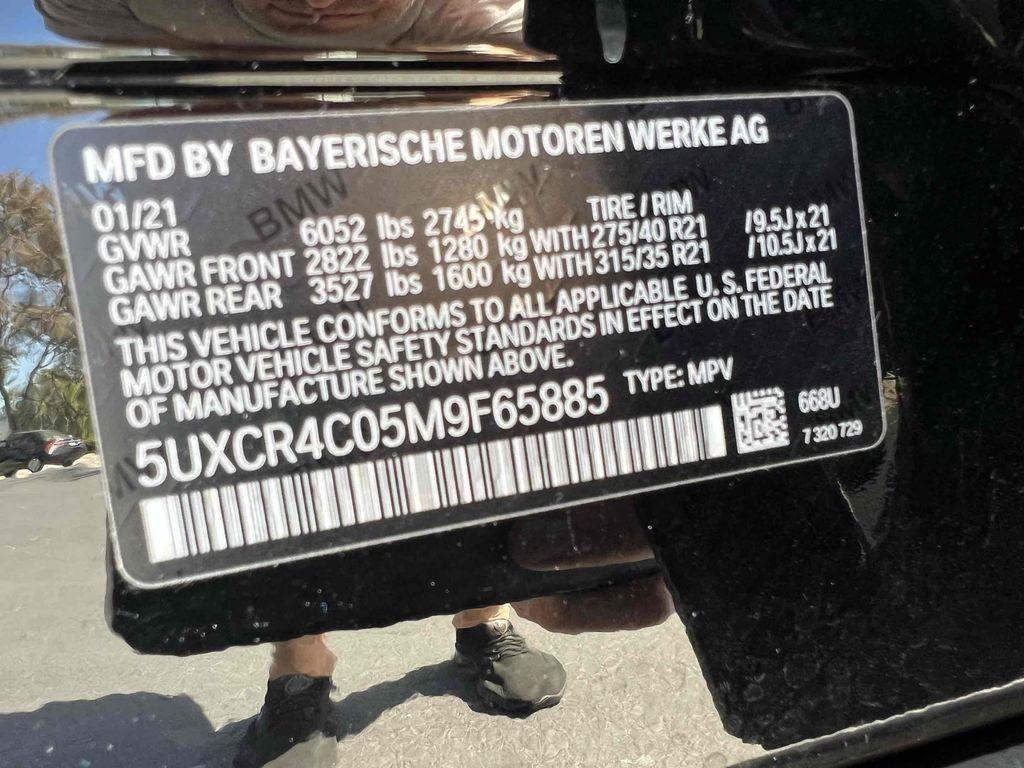 MFD BY BAYERISCHE MOTOREN WERKE AG
01/21 TIRE / RIM
GVWR 6052 lbs 2745 kg
GAWR FRONT 2822 lbs 1280 kg WITH 275/40 R21 /9.5J x 21
GAWR REAR 3527 lbs 1600 kg WITH 315/35 R21 /10.5J x 21
THIS VEHICLE CONFORMS TO ALL APPLICABLE U.S. FEDERAL
MOTOR VEHICLE SAFETY STANDARDS IN EFFECT ON THE DATE
OF MANUFACTURE SHOWN ABOVE.
5UXCR4C05M9F65885 TYPE: MPV
668U
7 320 729
BMW
BMW